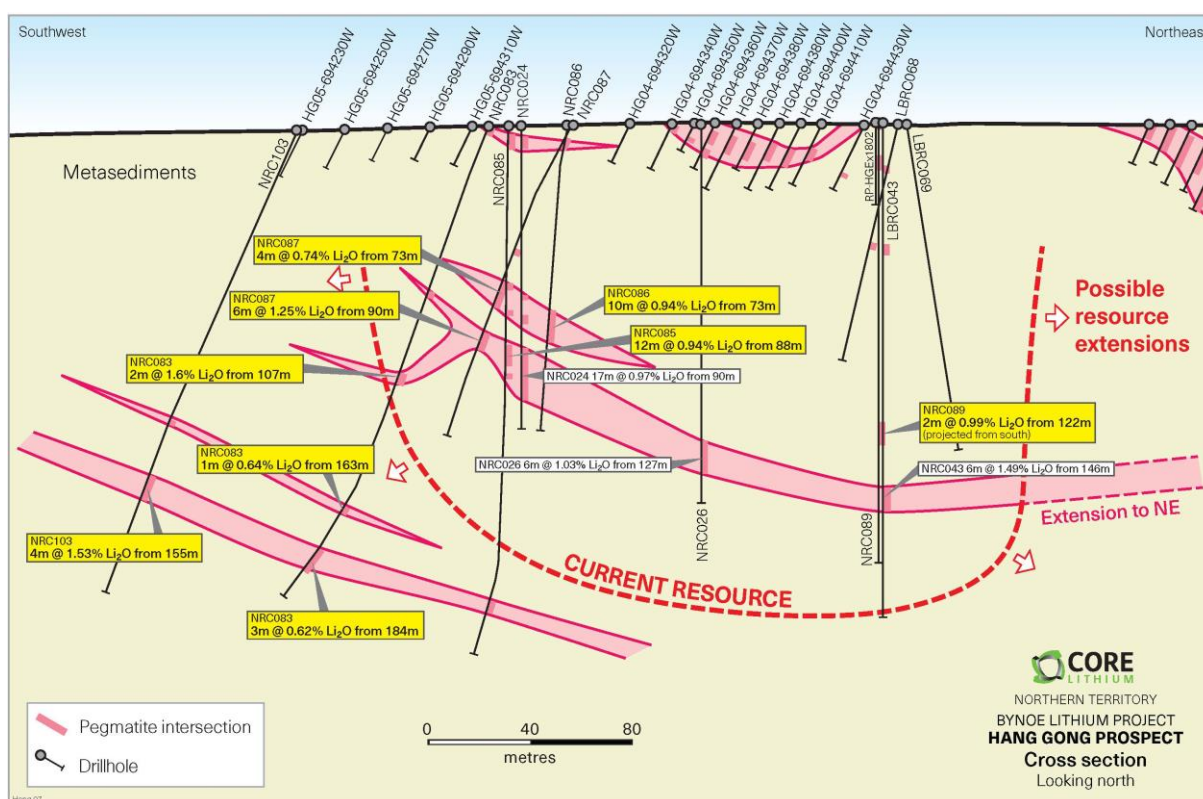 Southwest
Northeas
NRC103
HG05-694230W
HG05-694250W
HG05-694270W
HG05-694290W
HG05-694310W
NRC083
NRC024
NRC085
NRC086
NRC087
HG04-694320W
HG04-694340W
HG04-694350W
HG04-694360W
HG04-694370W
HG04-694380W
HG04-694380W
HG04-694400W
HG04-694410W
HG04-694430W
LBRC068
LBRC069
RP-HGEx1802
LBRC043
Metasediments
NRC087
4m @ 0.74% Li₂O from 73m
NRC087
6m @ 1.25% Li₂O from 90m
NRC086
10m @ 0.94% Li₂O from 73m
NRC085
12m @ 0.94% Li₂O from 88m
NRC024 17m @ 0.97% Li₂O from 90m
NRC083
2m @ 1.6% Li₂O from 107m
NRC083
1m @ 0.64% Li₂O from 163m
NRC026 6m @ 1.03% Li₂O from 127m
NRC089
2m @ 0.99% Li₂O from 122m
(projected from south)
NRC043 6m @ 1.49% Li₂O from 146m
NRC103
4m @ 1.53% Li₂O from 155m
NRC083
3m @ 0.62% Li₂O from 184m
NRC026
NRC089
Possible
resource
extensions
Extension to NE
CURRENT RESOURCE
Pegmatite intersection
Drillhole
0 40 80
metres
CORE
LITHIUM
NORTHERN TERRITORY
BYNOE LITHIUM PROJECT
HANG GONG PROSPECT
Cross section
Looking north